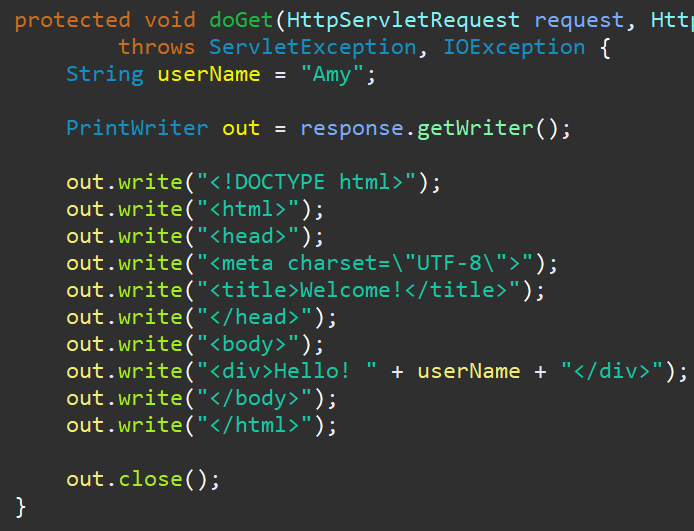 protected void doGet(HttpServletRequest request, Http
throws ServletException, IOException {
String userName = "Amy";
PrintWriter out = response.getWriter();
out.write("<!DOCTYPE html>");
out.write("<html>");
out.write("<head>");
out.write("<meta charset=\"UTF-8\">");
out.write("<title>Welcome!</title>");
out.write("</head>");
out.write("<body>");
out.write("<div>Hello! " + userName + "</div>");
out.write("</body>");
out.write("</html>");
out.close();
}